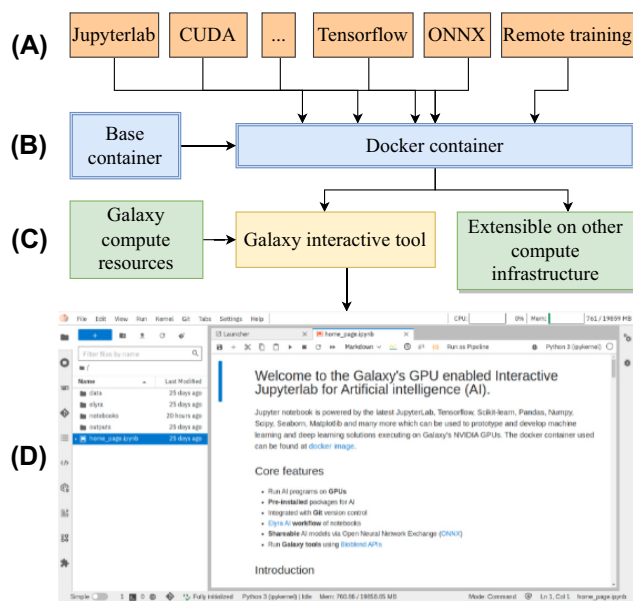 (A)
Jupyterlab CUDA ... Tensorflow ONNX Remote training
(B)
Base
container
Docker container
(C)
Galaxy
compute
resources
Galaxy interactive tool
Extensible on other
compute
infrastructure
(D)
File Edit View Run Kernel Git Tabs Settings Help
CPU: 0% Mem: 761 / 19659 MB
Filter files by name
/
Name Last Modified
data 25 days ago
elyra 25 days ago
notebooks 20 hours ago
outputs 25 days ago
home_page.ipynb 25 days ago
Launcher home_page.ipynb
Markdown Run as Pipeline Python 3 (ipykernel)
Welcome to the Galaxy's GPU enabled Interactive
Jupyterlab for Artificial intelligence (AI).
Jupyter notebook is powered by the latest JupyterLab, Tensorflow, Scikit-learn, Pandas, Numpy,
Scipy, Seaborn, Matplotlib and many more which can be used to prototype and develop machine
learning and deep learning solutions executing on Galaxy's NVIDIA GPUs. The docker container used
can be found at docker image.
Core features
Run AI programs on GPUs
Pre-installed packages for AI
Integrated with Git version control
Elyra AI workflow of notebooks
Shareable AI models via Open Neural Network Exchange (ONNX)
Run Galaxy tools using Bioblend APIs
Introduction
Simple 1 0 Fully initialized Python 3 (ipykernel) | Idle Mem: 760.86 / 19658.65 MB Mode: Command Ln 1, Col 1 home_page.ipynb